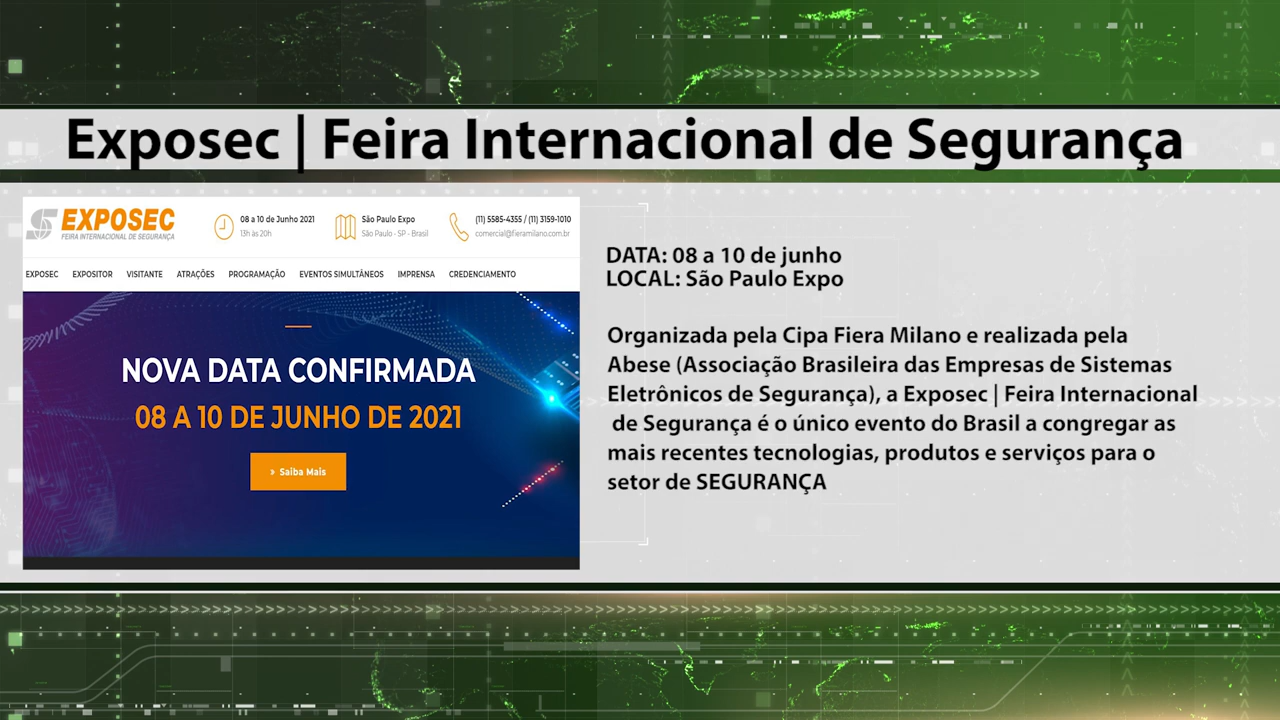 Exposec | Feira Internacional de Segurança
EXPOSEC
FEIRA INTERNACIONAL DE SEGURANÇA
08 a 10 de Junho 2021
13h às 20h
São Paulo Expo
São Paulo - SP - Brasil
(11) 5585-4355 / (11) 3159-1010
comercial@fieramilano.com.br
EXPOSEC EXPOSITOR VISITANTE ATRAÇÕES PROGRAMAÇÃO EVENTOS SIMULTÂNEOS IMPRENSA CREDENCIAMENTO
NOVA DATA CONFIRMADA
08 A 10 DE JUNHO DE 2021
» Saiba Mais
DATA: 08 a 10 de junho
LOCAL: São Paulo Expo
Organizada pela Cipa Fiera Milano e realizada pela
Abese (Associação Brasileira das Empresas de Sistemas
Eletrônicos de Segurança), a Exposec | Feira Internacional
de Segurança é o único evento do Brasil a congregar as
mais recentes tecnologias, produtos e serviços para o
setor de SEGURANÇA